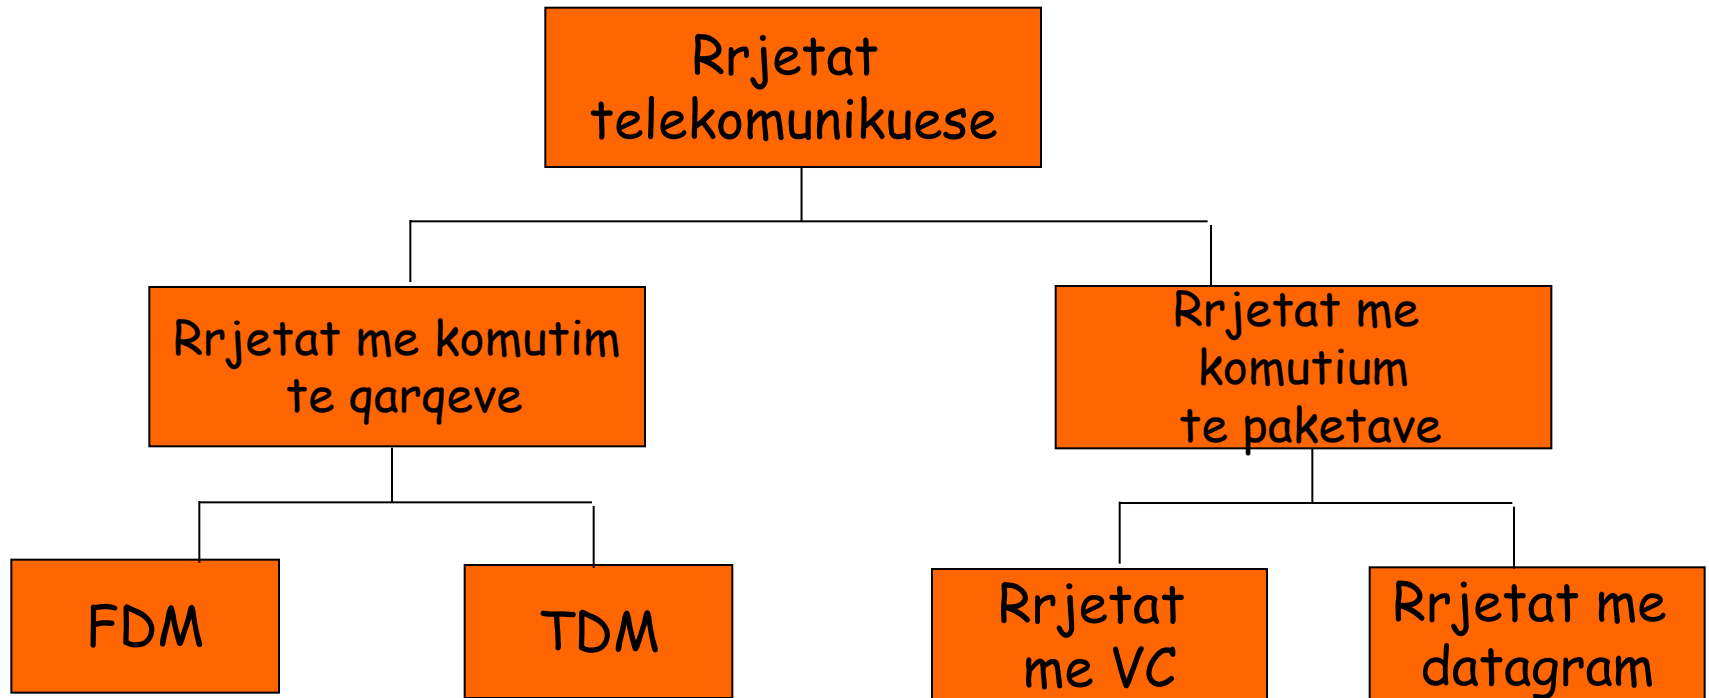 Rrjetat
telekomunikuese
Rrjetat me komutim
te qarqeve
Rrjetat me
komutium
te paketave
FDM
TDM
Rrjetat
me VC
Rrjetat me
datagram